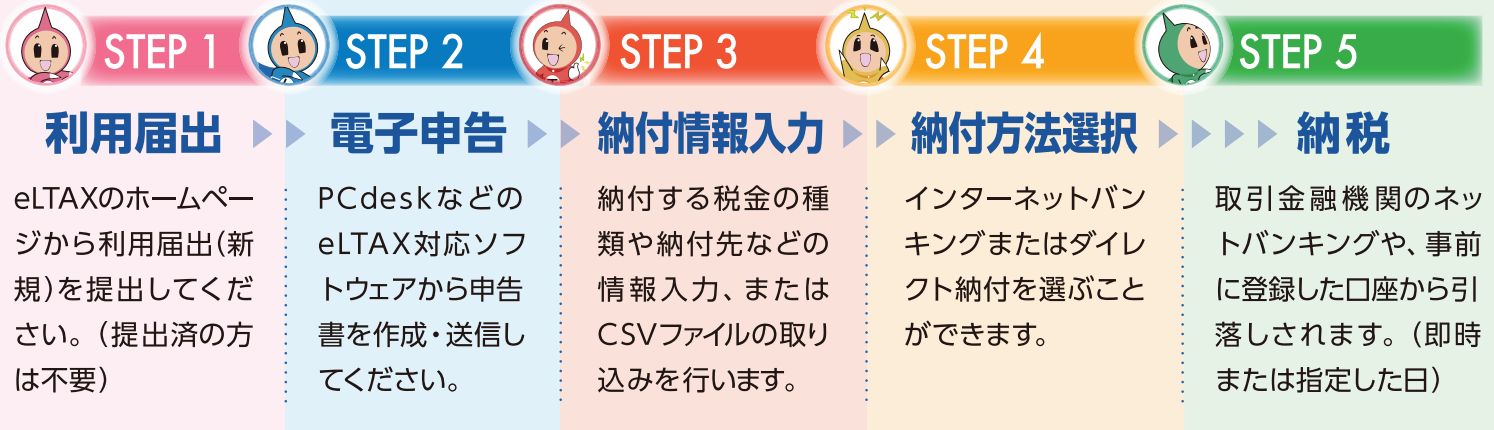 STEP 1
利用届出
eLTAXのホームペー
ジから利用届出（新
規）を提出してくだ
さい。（提出済の方
は不要）
STEP 2
電子申告
PCdeskなどの
eLTAX対応ソフ
トウェアから申告
書を作成・送信し
てください。
STEP 3
納付情報入力
納付する税金の種
類や納付先などの
情報入力、または
CSVファイルの取り
込みを行います。
STEP 4
納付方法選択
インターネットバン
キングまたはダイレ
クト納付を選ぶこと
ができます。
STEP 5
納税
取引金融機関のネッ
トバンキングや、事前
に登録した口座から引
落しされます。（即時
または指定した日）